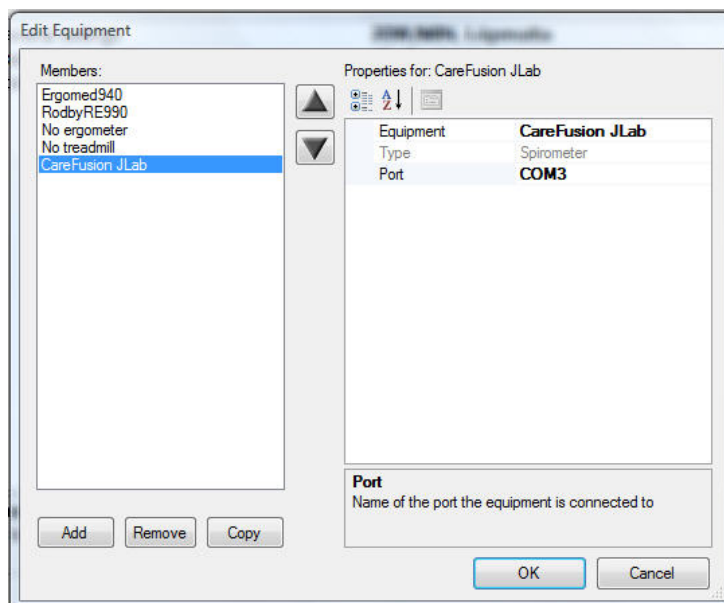 Edit Equipment
Members:
Ergomed940
RodbyRE990
No ergometer
No treadmill
CareFusion JLab
Add
Remove
Copy
Properties for: CareFusion JLab
Equipment CareFusion JLab
Type Spirometer
Port COM3
Port
Name of the port the equipment is connected to
OK
Cancel